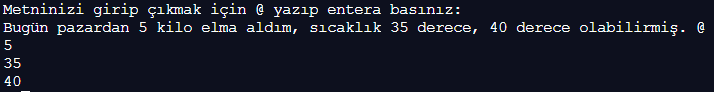 Metninizi girip çıkmak için @ yazıp entera basınız:
Bugün pazardan 5 kilo elma aldım, sıcaklık 35 derece, 40 derece olabilirmiş. @
5
35
40